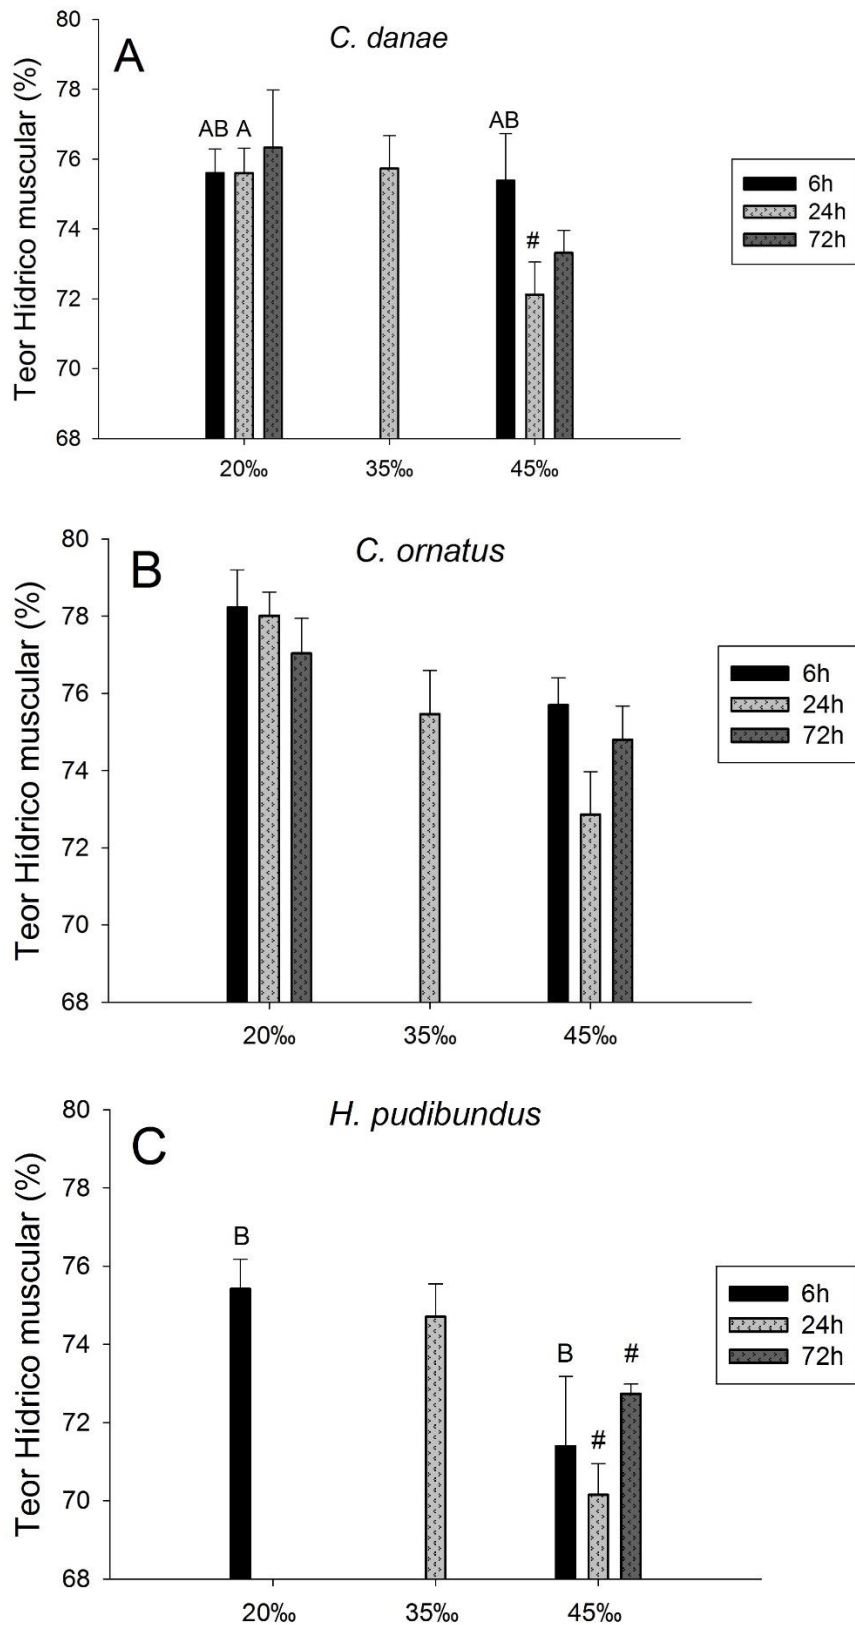 A
C. danae
Teor Hídrico muscular (%)
80
78
76
74
72
70
68
AB A
AB
#
20‰ 35‰ 45‰
6h
24h
72h
B
C. ornatus
Teor Hídrico muscular (%)
80
78
76
74
72
70
68
20‰ 35‰ 45‰
6h
24h
72h
C
H. pudibundus
Teor Hídrico muscular (%)
80
78
76
74
72
70
68
B
B
#
#
20‰ 35‰ 45‰
6h
24h
72h